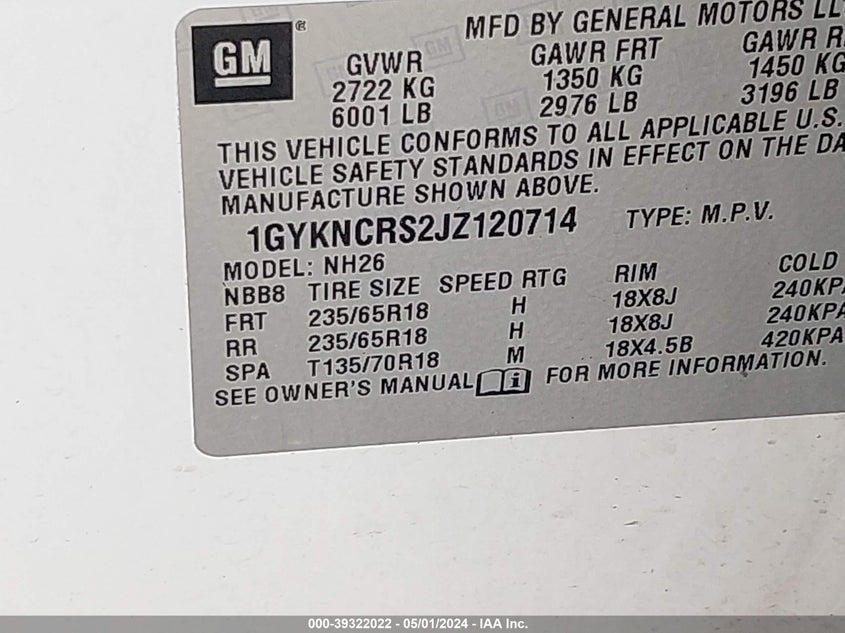 GM ®
MFD BY GENERAL MOTORS
GVWR GAWR FRT GAWR
2722 KG 1350 KG 1450 KG
6001 LB 2976 LB 3196 LB
THIS VEHICLE CONFORMS TO ALL APPLICABLE U.S.
VEHICLE SAFETY STANDARDS IN EFFECT ON THE
MANUFACTURE SHOWN ABOVE.
1GYKNCRS2JZ120714 TYPE: M.P.V.
MODEL: NH26
NBB8 TIRE SIZE SPEED RTG RIM COLD
FRT 235/65R18 H 18X8J 240KPA
RR 235/65R18 H 18X8J 240KPA
SPA T135/70R18 M 18X4.5B 420KPA
SEE OWNER'S MANUAL FOR MORE INFORMATION.
000-39322022 - 05/01/2024 - IAA Inc.